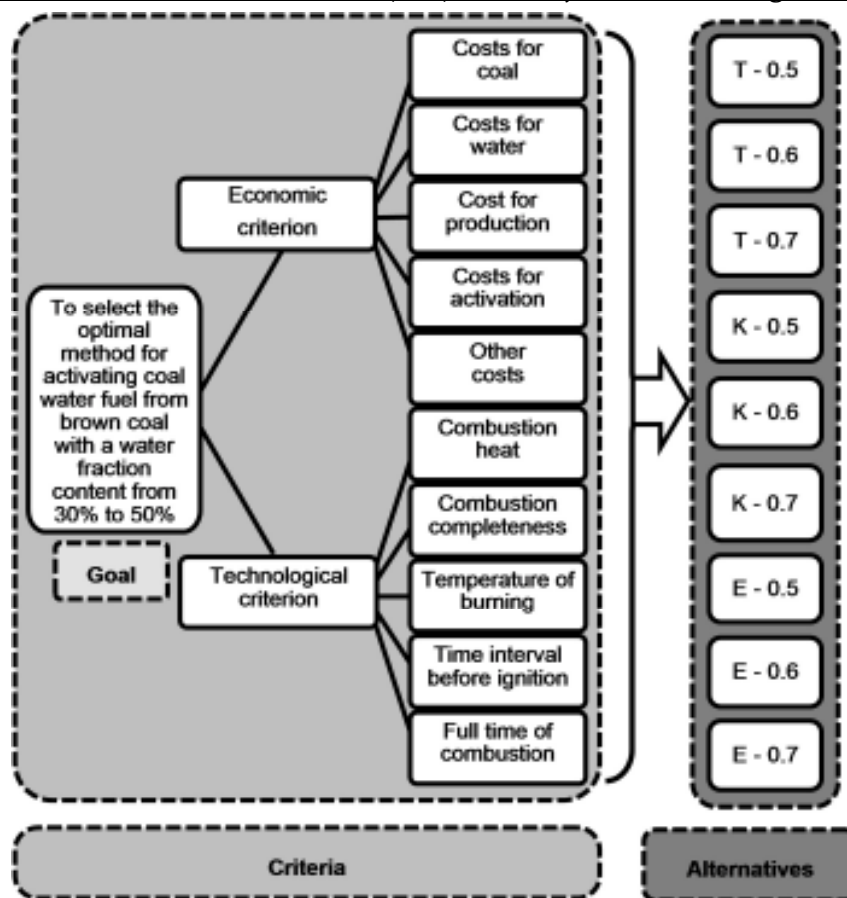 To select the
optimal
method for
activating coal
water fuel from
brown coal
with a water
fraction
content from
30% to 50%
Goal
Economic
criterion
Technological
criterion
Costs for
coal
Costs for
water
Cost for
production
Costs for
activation
Other
costs
Combustion
heat
Combustion
completeness
Temperature of
burning
Time interval
before ignition
Full time of
combustion
T - 0.5
T - 0.6
T - 0.7
K - 0.5
K - 0.6
K - 0.7
E - 0.5
E - 0.6
E - 0.7
Criteria
Alternatives